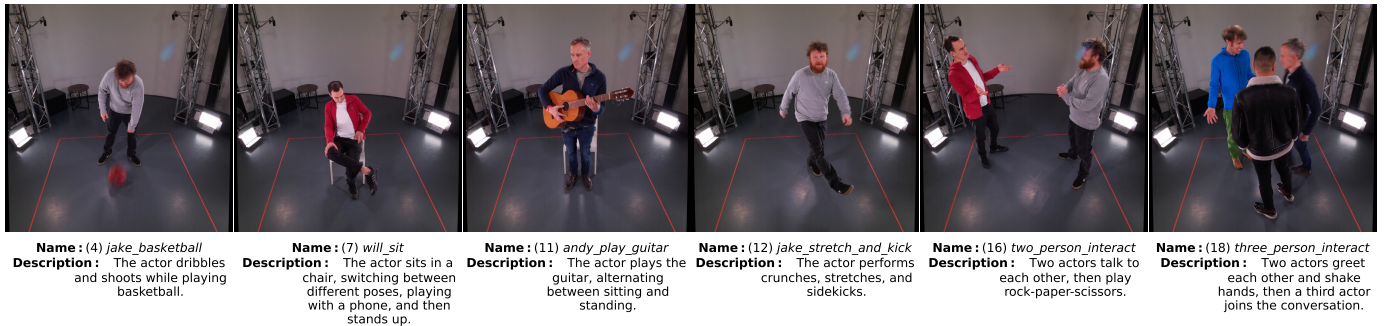 Name: (4) jake_basketball
Description: The actor dribbles
and shoots while playing
basketball.
Name: (7) will_sit
Description: The actor sits in a
chair, switching between
different poses, playing
with a phone, and then
stands up.
Name: (11) andy_play_guitar
Description: The actor plays the
guitar, alternating
between sitting and
standing.
Name: (12) jake_stretch_and_kick
Description: The actor performs
crunches, stretches, and
sidekicks.
Name: (16) two_person_interact
Description: Two actors talk to
each other, then play
rock-paper-scissors.
Name: (18) three_person_interact
Description: Two actors greet
each other and shake
hands, then a third actor
joins the conversation.